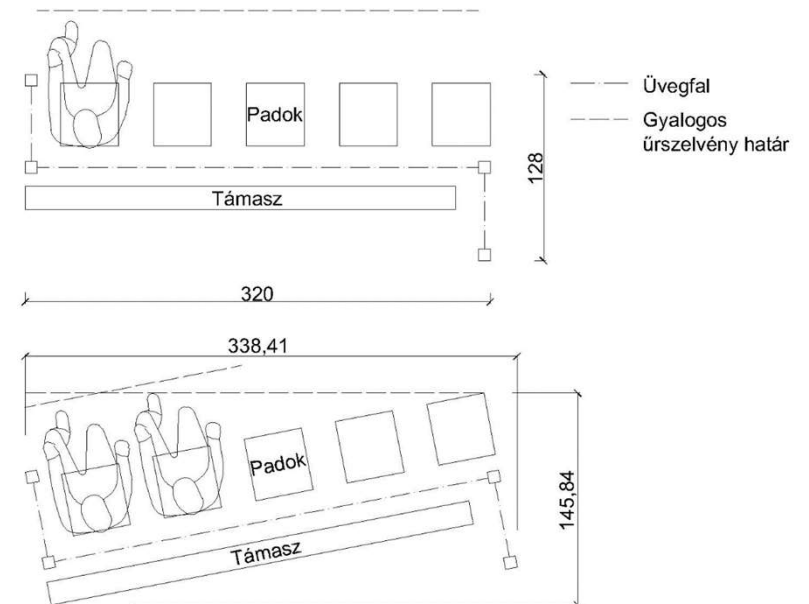 Padok
Támasz
128
320
Üvegfal
Gyalogos
űrszelvény határ
338,41
Padok
145,84
Támasz